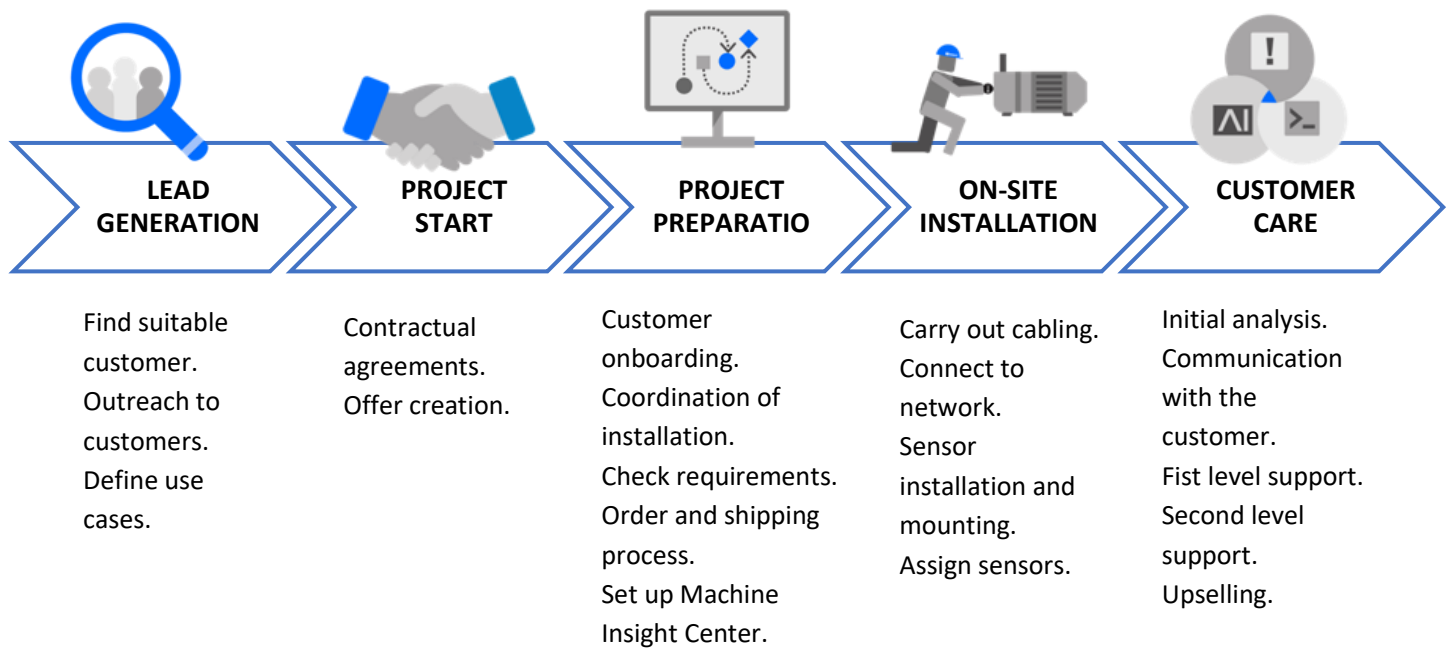 LEAD
GENERATION
PROJECT
START
PROJECT
PREPARATIO
ON-SITE
INSTALLATION
!
AI
>_
CUSTOMER
CARE
Find suitable
customer.
Outreach to
customers.
Define use
cases.
Contractual
agreements.
Offer creation.
Customer
onboarding.
Coordination of
installation.
Check requirements.
Order and shipping
process.
Set up Machine
Insight Center.
Carry out cabling.
Connect to
network.
Sensor
installation and
mounting.
Assign sensors.
Initial analysis.
Communication
with the
customer.
Fist level support.
Second level
support.
Upselling.